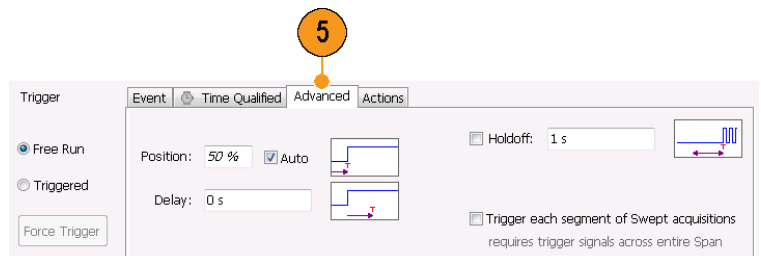 5
Trigger
Event Time Qualified Advanced Actions
Free Run
Triggered
Force Trigger
Position: 50 % Auto
T
Delay: 0 s
T
Holdoff: 1 s
T
Trigger each segment of Swept acquisitions
requires trigger signals across entire Span